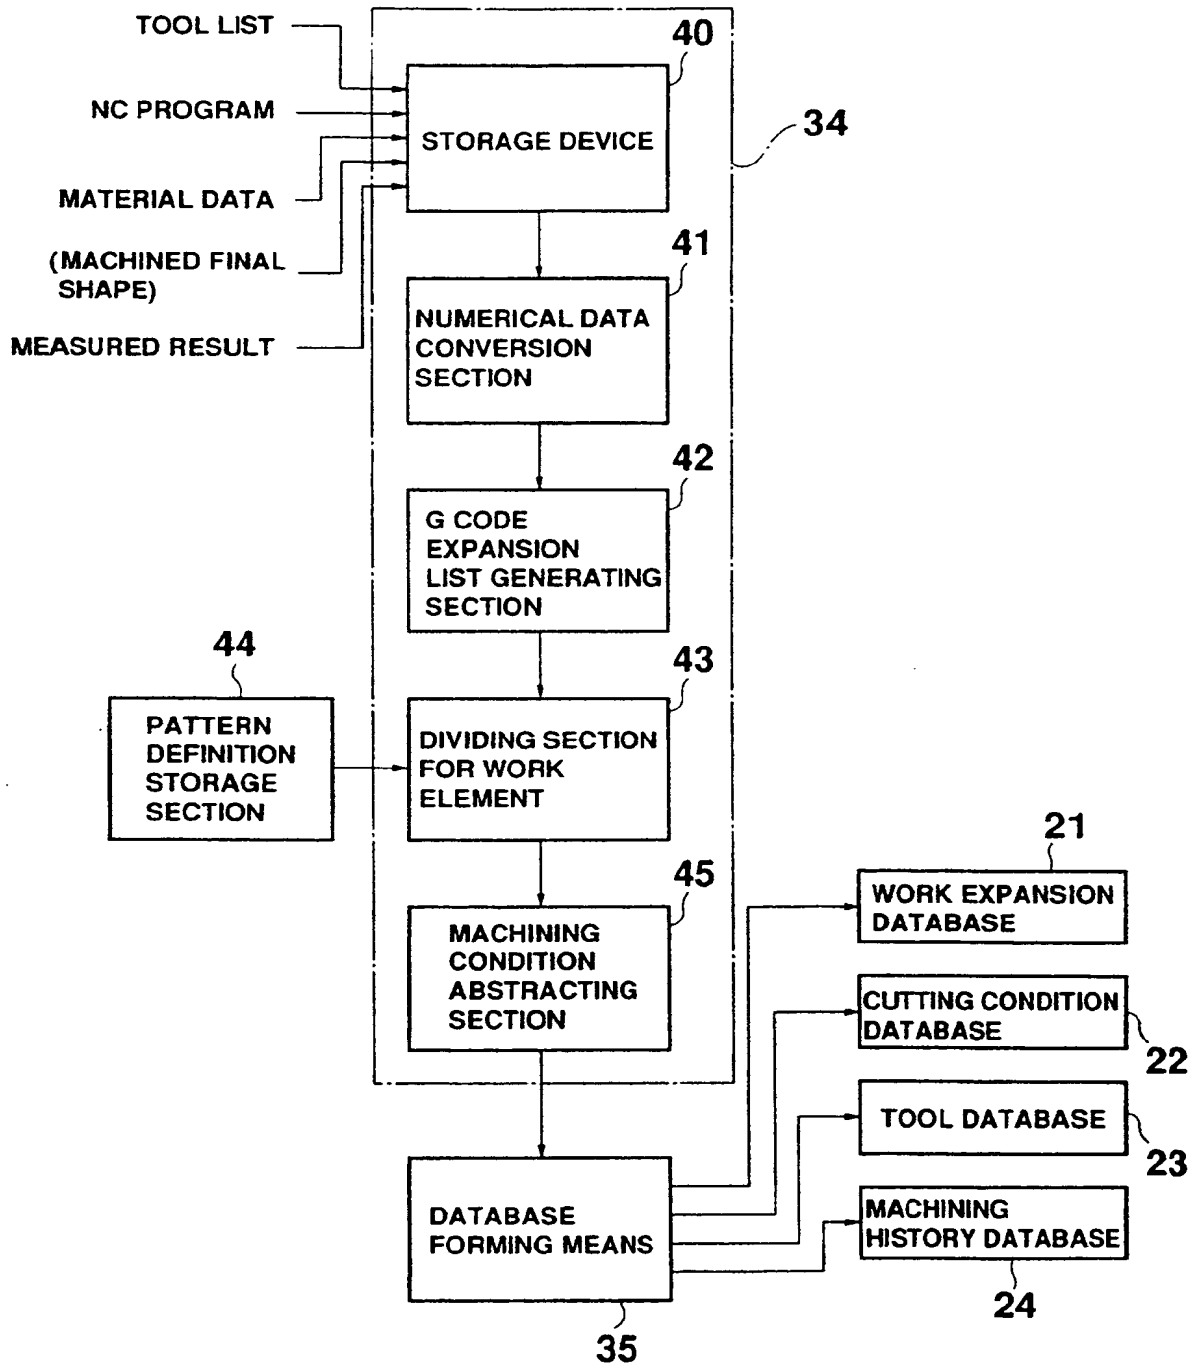 TOOL LIST
NC PROGRAM
MATERIAL DATA
(MACHINED FINAL
SHAPE)
MEASURED RESULT
40
STORAGE DEVICE
34
41
NUMERICAL DATA
CONVERSION
SECTION
42
G CODE
EXPANSION
LIST GENERATING
SECTION
44
PATTERN
DEFINITION
STORAGE
SECTION
43
DIVIDING SECTION
FOR WORK
ELEMENT
45
MACHINING
CONDITION
ABSTRACTING
SECTION
21
WORK EXPANSION
DATABASE
CUTTING CONDITION
DATABASE
22
TOOL DATABASE
23
MACHINING
HISTORY DATABASE
24
DATABASE
FORMING MEANS
35